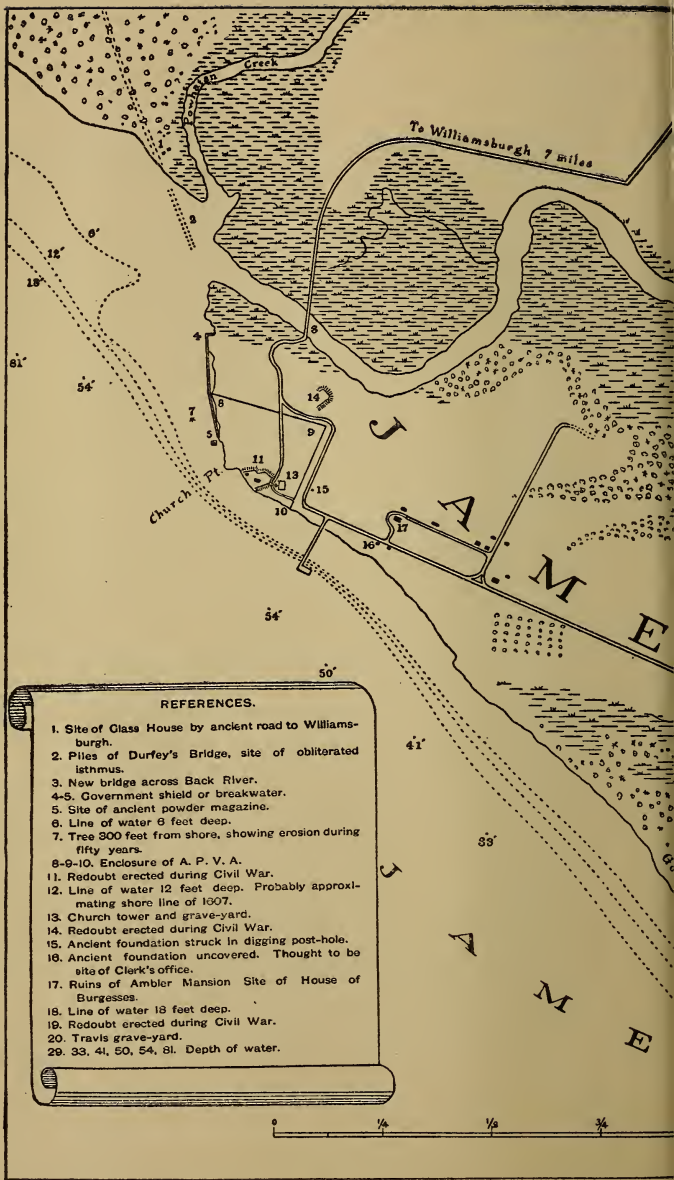 Powhatan Creek
To Williamsburgh 7 miles
1
2
6'
12'
18'
81'
54'
4
3
8
7
5
9
14
11
13
10
15
Church Pt.
16
17
J
A
M
E
54'
50'
41'
33'
J
A
M
E
REFERENCES.
1. Site of Glass House by ancient road to Williams-
burgh.
2. Piles of Durfey's Bridge, site of obliterated
isthmus.
3. New bridge across Back River.
4-5. Government shield or breakwater.
5. Site of ancient powder magazine.
6. Line of water 6 feet deep.
7. Tree 300 feet from shore, showing erosion during
fifty years.
8-9-10. Enclosure of A. P. V. A.
11. Redoubt erected during Civil War.
12. Line of water 12 feet deep. Probably approxi-
mating shore line of 1607.
13. Church tower and grave-yard.
14. Redoubt erected during Civil War.
15. Ancient foundation struck in digging post-hole.
16. Ancient foundation uncovered. Thought to be
site of Clerk's office.
17. Ruins of Ambler Mansion Site of House of
Burgesses.
18. Line of water 18 feet deep.
19. Redoubt erected during Civil War.
20. Travis grave-yard.
29. 33, 41, 50, 54, 81. Depth of water.
0 1/4 1/2 3/4